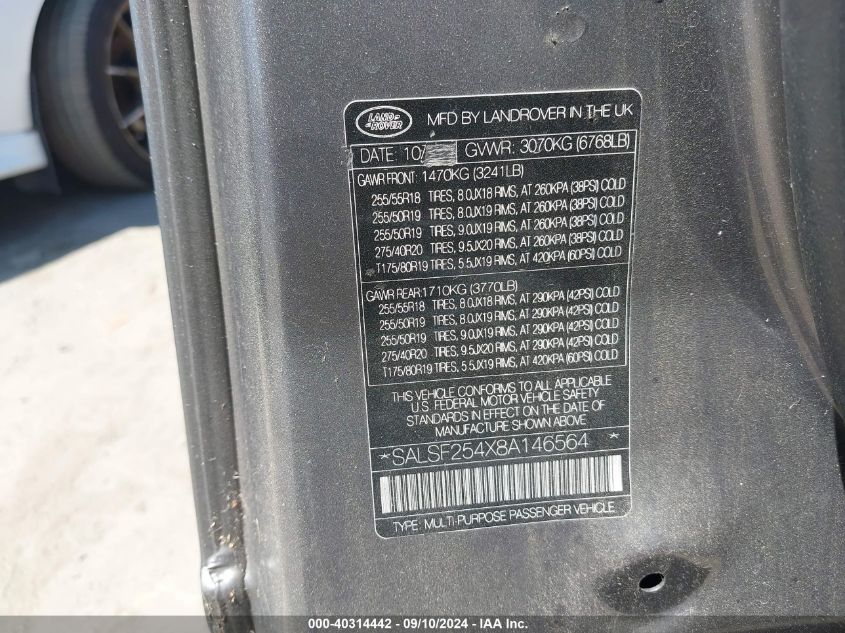 LAND ROVER
MFD BY LANDROVER IN THE UK
DATE: 10/ GVWR: 3070KG (6768LB)
GAWR FRONT: 1470KG (3241LB)
255/55R18 TIRES, 8.0JX18 RIMS, AT 260KPA (38PSI) COLD
255/50R19 TIRES, 8.0JX19 RIMS, AT 260KPA (38PSI) COLD
255/50R19 TIRES, 9.0JX19 RIMS, AT 260KPA (38PSI) COLD
275/40R20 TIRES, 9.5JX20 RIMS, AT 260KPA (38PSI) COLD
T175/80R19 TIRES, 5.5JX19 RIMS, AT 420KPA (60PSI) COLD
GAWR REAR: 1710KG (3770LB)
255/55R18 TIRES, 8.0JX18 RIMS, AT 290KPA (42PSI) COLD
255/50R19 TIRES, 8.0JX19 RIMS, AT 290KPA (42PSI) COLD
255/50R19 TIRES, 9.0JX19 RIMS, AT 290KPA (42PSI) COLD
275/40R20 TIRES, 9.5JX20 RIMS, AT 290KPA (42PSI) COLD
T175/80R19 TIRES, 5.5JX19 RIMS, AT 420KPA (60PSI) COLD
THIS VEHICLE CONFORMS TO ALL APPLICABLE
U.S. FEDERAL MOTOR VEHICLE SAFETY
STANDARDS IN EFFECT ON THE DATE OF
MANUFACTURE SHOWN ABOVE
*SALSF254X8A146564*
TYPE: MULTI-PURPOSE PASSENGER VEHICLE
000-40314442 - 09/10/2024 - IAA Inc.